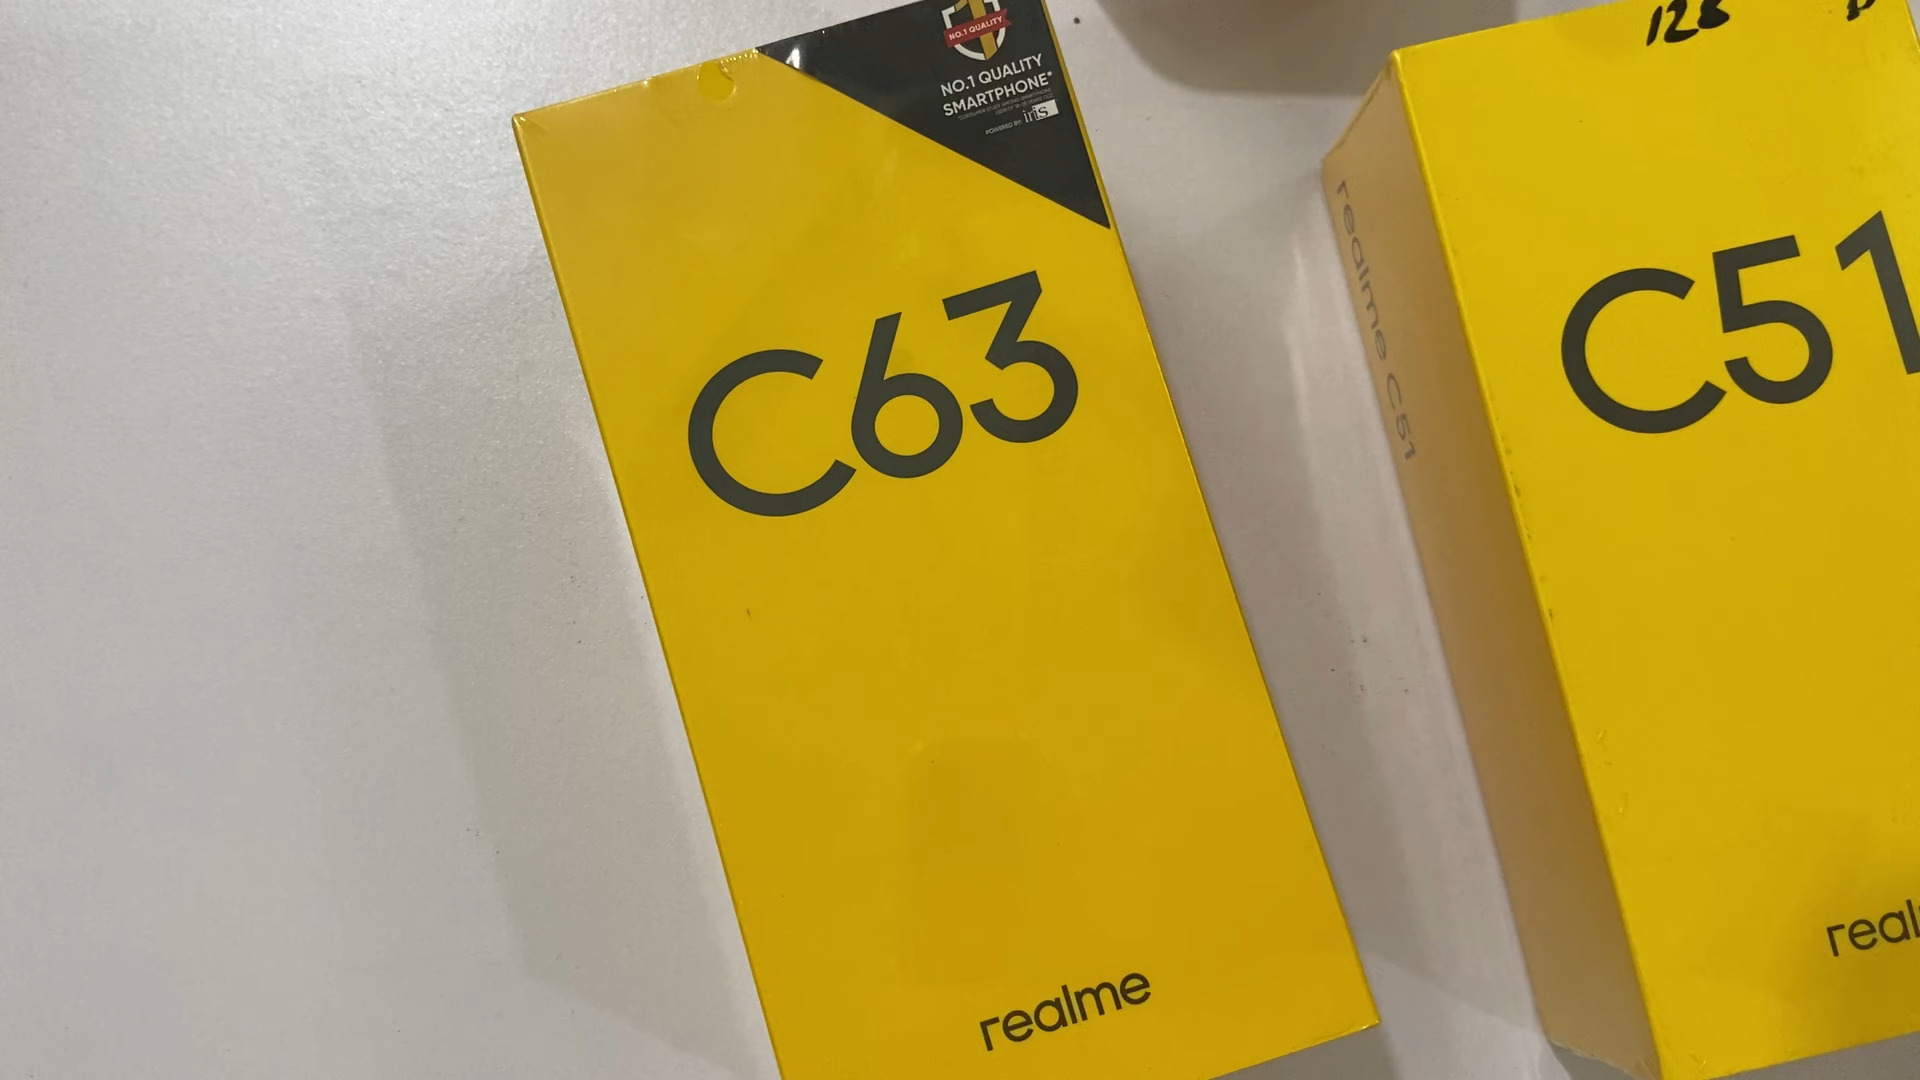 NO.1 QUALITY
NO.1 QUALITY
SMARTPHONE*
POWERED BY: iris
C63
realme
128
realme C51
C51
real